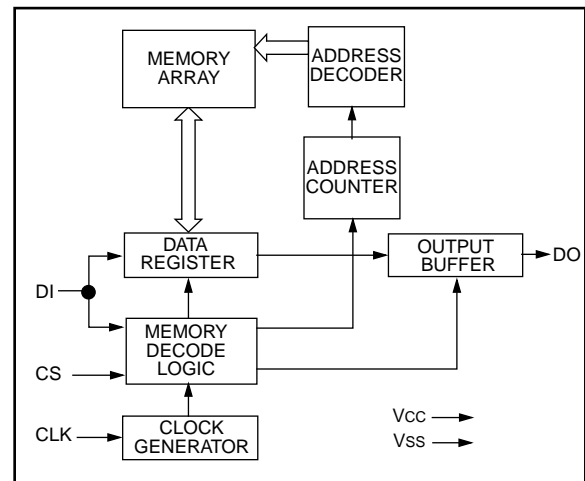 MEMORY
ARRAY
ADDRESS
DECODER
ADDRESS
COUNTER
DATA
REGISTER
OUTPUT
BUFFER
DO
DI
MEMORY
DECODE
LOGIC
CS
CLK
CLOCK
GENERATOR
VCC
VSS